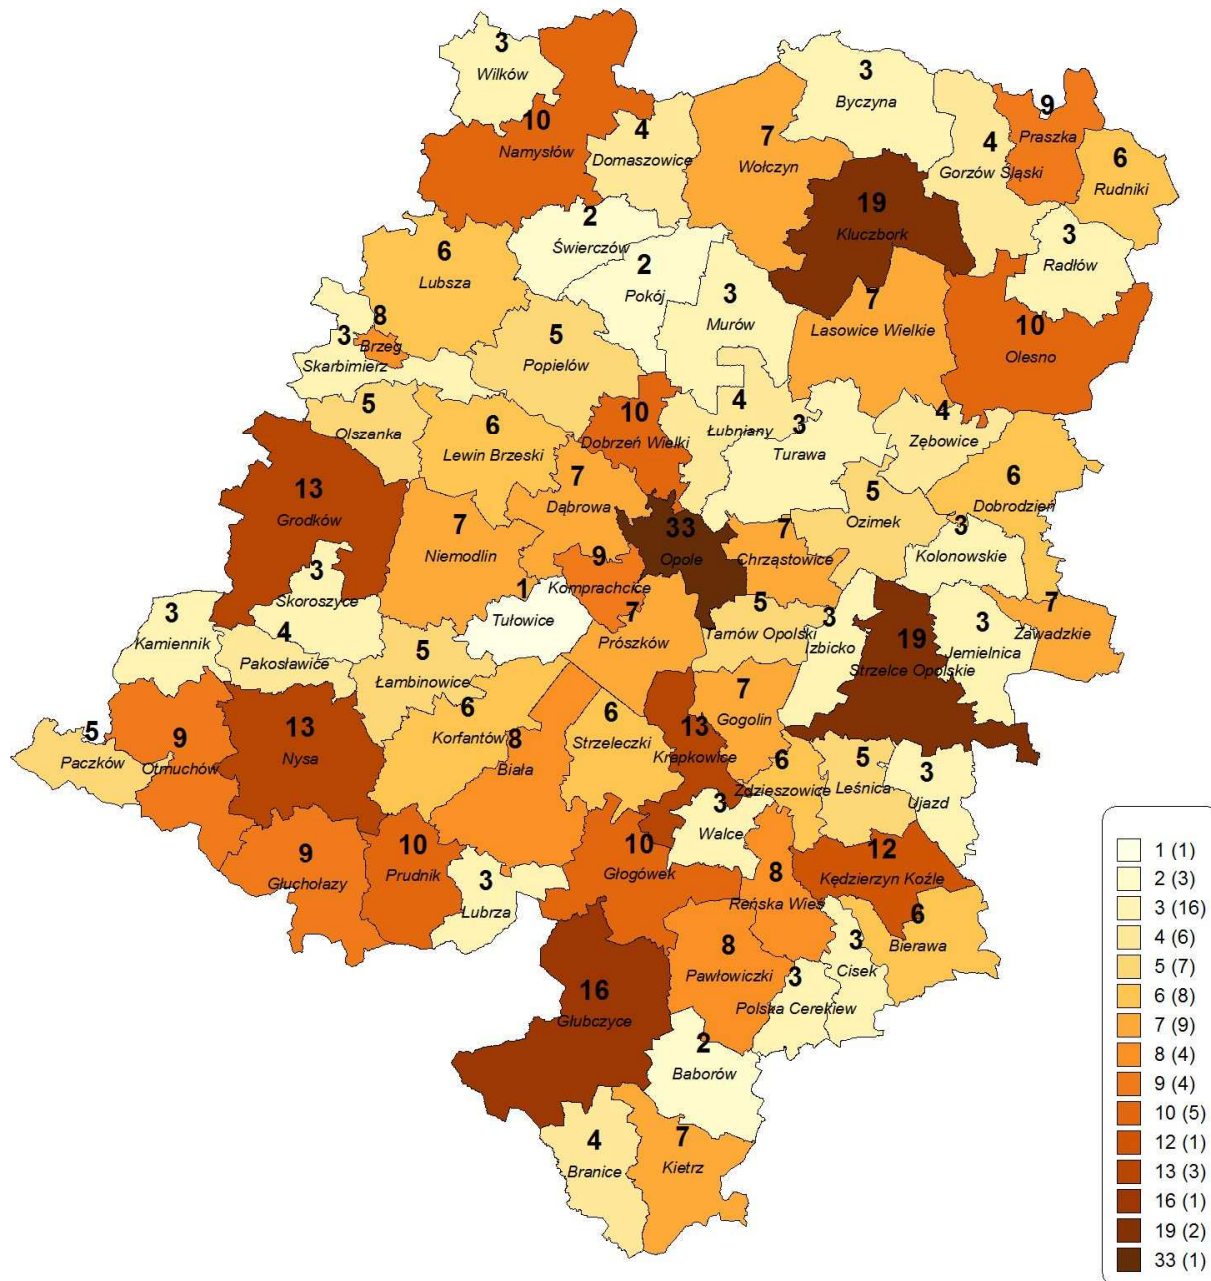 3
Wilków
10
Namysłów
4
Domaszowice
7
Wołczyn
3
Byczyna
4
Gorzów Śląski
9
Praszka
6
Rudniki
19
Kluczbork
3
Radłów
2
Świerczów
6
Lubsza
2
Pokój
3
Murów
7
Lasowice Wielkie
10
Olesno
8
Brzeg
3
Skarbimierz
5
Popielów
5
Olszanka
6
Lewin Brzeski
10
Dobrzeń Wielki
4
Łubniany
3
Turawa
4
Zębowice
13
Grodków
7
Niemodlin
7
Dąbrowa
33
Opole
7
Chrząstowice
5
Ozimek
6
Dobrodzień
3
Kolonowskie
3
Skoroszyce
9
Komprachcice
1
Tułowice
7
Prószków
5
Tarnów Opolski
3
Izbicko
19
Strzelce Opolskie
3
Jemielnica
7
Zawadzkie
3
Kamiennik
4
Pakosławice
5
Łambinowice
5
Paczków
9
Otmuchów
13
Nysa
6
Korfantów
8
Biała
6
Strzeleczki
13
Krapkowice
7
Gogolin
6
Zdzieszowice
5
Leśnica
3
Ujazd
9
Głuchołazy
10
Prudnik
3
Lubrza
10
Głogówek
3
Walce
8
Reńska Wieś
12
Kędzierzyn Koźle
6
Bierawa
16
Głubczyce
8
Pawłowiczki
3
Polska Cerekiew
3
Cisek
2
Baborów
4
Branice
7
Kietrz
1 (1)
2 (3)
3 (16)
4 (6)
5 (7)
6 (8)
7 (9)
8 (4)
9 (4)
10 (5)
12 (1)
13 (3)
16 (1)
19 (2)
33 (1)